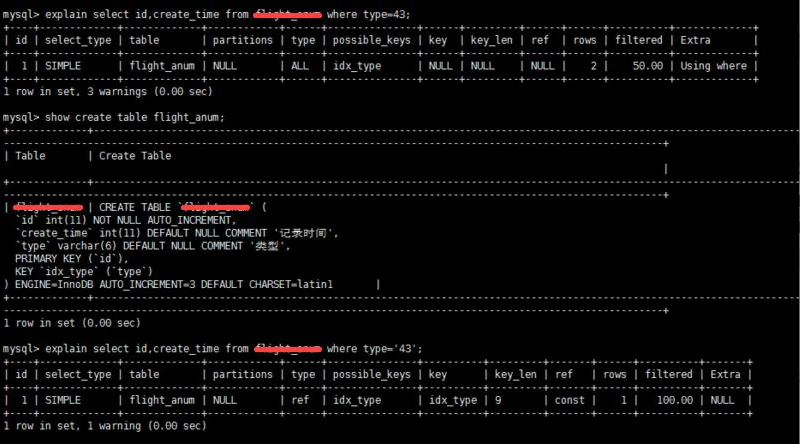 mysql> explain select id,create_time from where type=43;
+----+-------------+-------------+------------+------+---------------+------+---------+------+------+----------+-------------+
| id | select_type | table | partitions | type | possible_keys | key | key_len | ref | rows | filtered | Extra |
+----+-------------+-------------+------------+------+---------------+------+---------+------+------+----------+-------------+
| 1 | SIMPLE | flight_anum | NULL | ALL | idx_type | NULL | NULL | NULL | 2 | 50.00 | Using where |
+----+-------------+-------------+------------+------+---------------+------+---------+------+------+----------+-------------+
1 row in set, 3 warnings (0.00 sec)
mysql> show create table flight_anum;
| Table | Create Table
|
| | CREATE TABLE ` ` (
`id` int(11) NOT NULL AUTO_INCREMENT,
`create_time` int(11) DEFAULT NULL COMMENT '记录时间',
`type` varchar(6) DEFAULT NULL COMMENT '类型',
PRIMARY KEY (`id`),
KEY `idx_type` (`type`)
) ENGINE=InnoDB AUTO_INCREMENT=3 DEFAULT CHARSET=latin1 |
1 row in set (0.00 sec)
mysql> explain select id,create_time from where type='43';
+----+-------------+-------------+------------+------+---------------+----------+---------+-------+------+----------+-------+
| id | select_type | table | partitions | type | possible_keys | key | key_len | ref | rows | filtered | Extra |
+----+-------------+-------------+------------+------+---------------+----------+---------+-------+------+----------+-------+
| 1 | SIMPLE | flight_anum | NULL | ref | idx_type | idx_type | 9 | const | 1 | 100.00 | NULL |
+----+-------------+-------------+------------+------+---------------+----------+---------+-------+------+----------+-------+
1 row in set, 1 warning (0.00 sec)